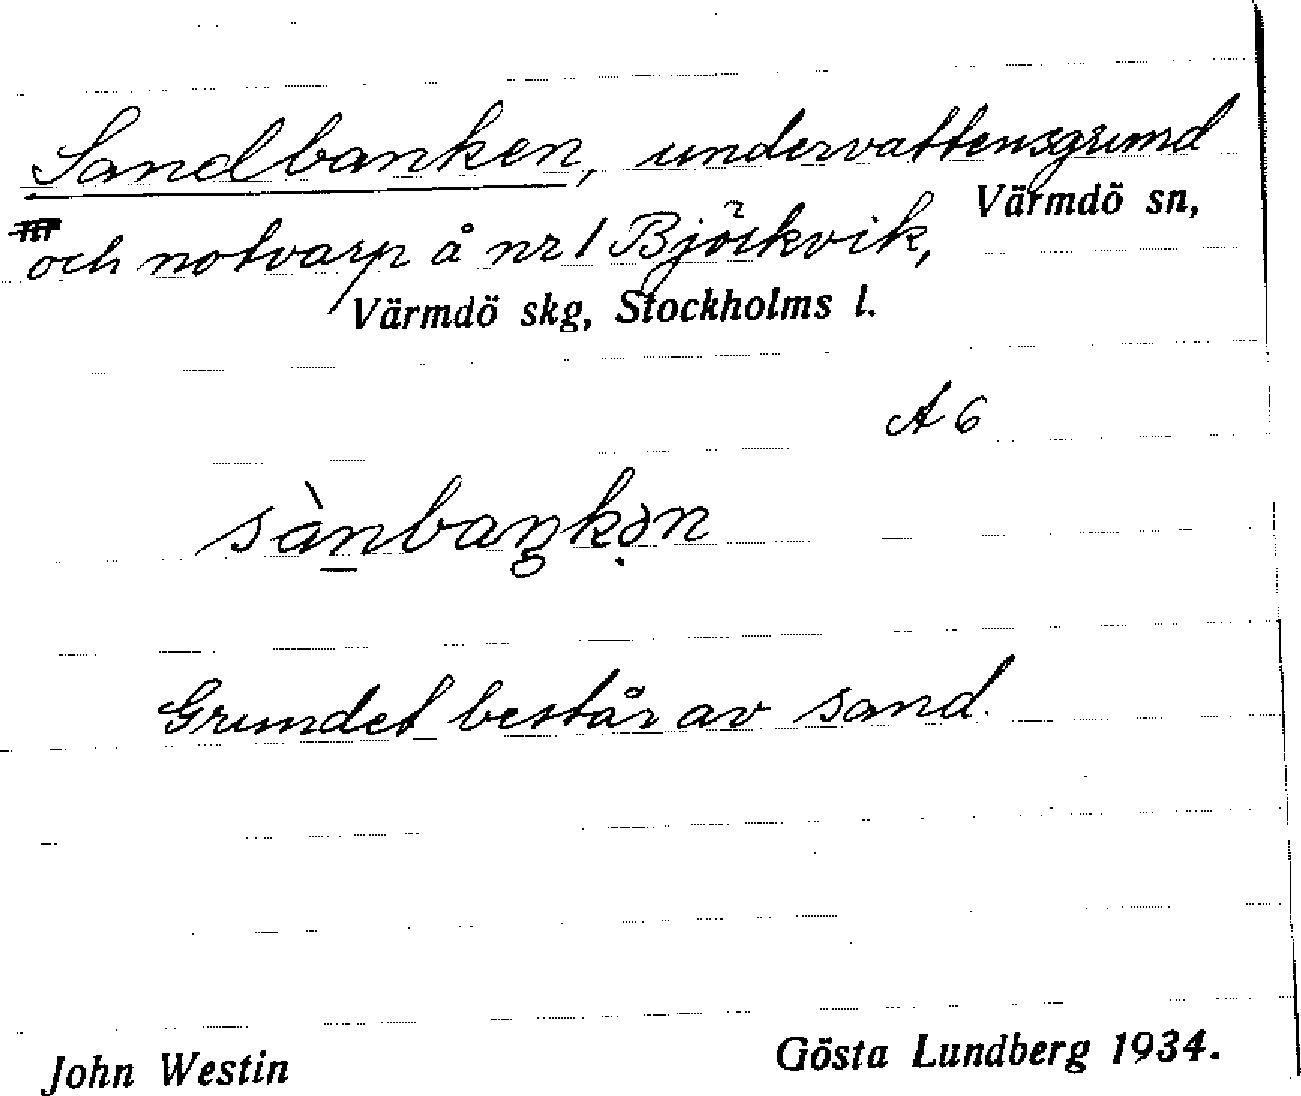 Sandbanken, undervattensgrund
Värmdö sn,
och notvarp å nr 1 Björkvik,
Värmdö skg, Stockholms l.
A 6
sànbaŋkən
Grundet består av sand.
John Westin
Gösta Lundberg 1934.